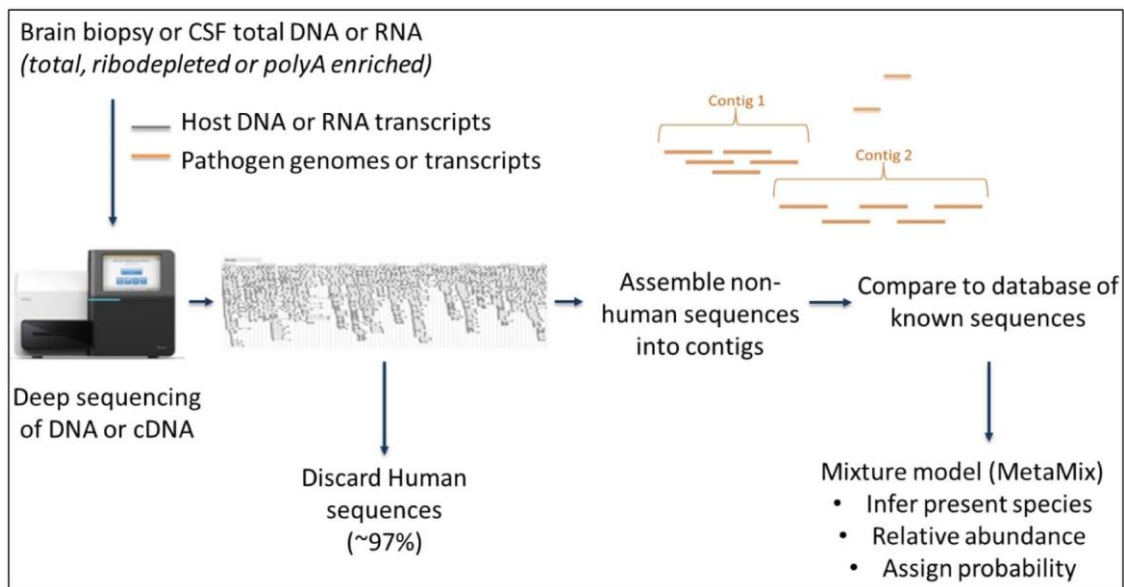 Brain biopsy or CSF total DNA or RNA
(total, ribodepleted or polyA enriched)
Host DNA or RNA transcripts
Pathogen genomes or transcripts
Contig 1
Contig 2
Deep sequencing
of DNA or cDNA
Discard Human
sequences
(~97%)
Assemble non-
human sequences
into contigs
Compare to database of
known sequences
Mixture model (MetaMix)
• Infer present species
• Relative abundance
• Assign probability